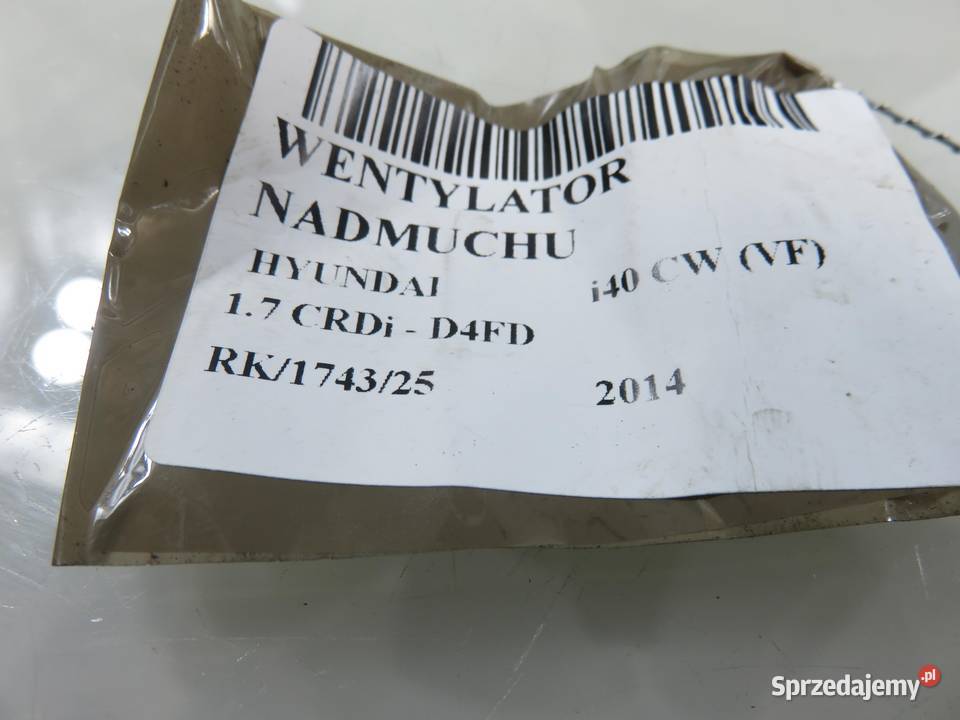 WENTYLATOR
NADMUCHU
HYUNDAI i40 CW (VF)
1.7 CRDi - D4FD
RK/1743/25 2014
Sprzedajemy.pl